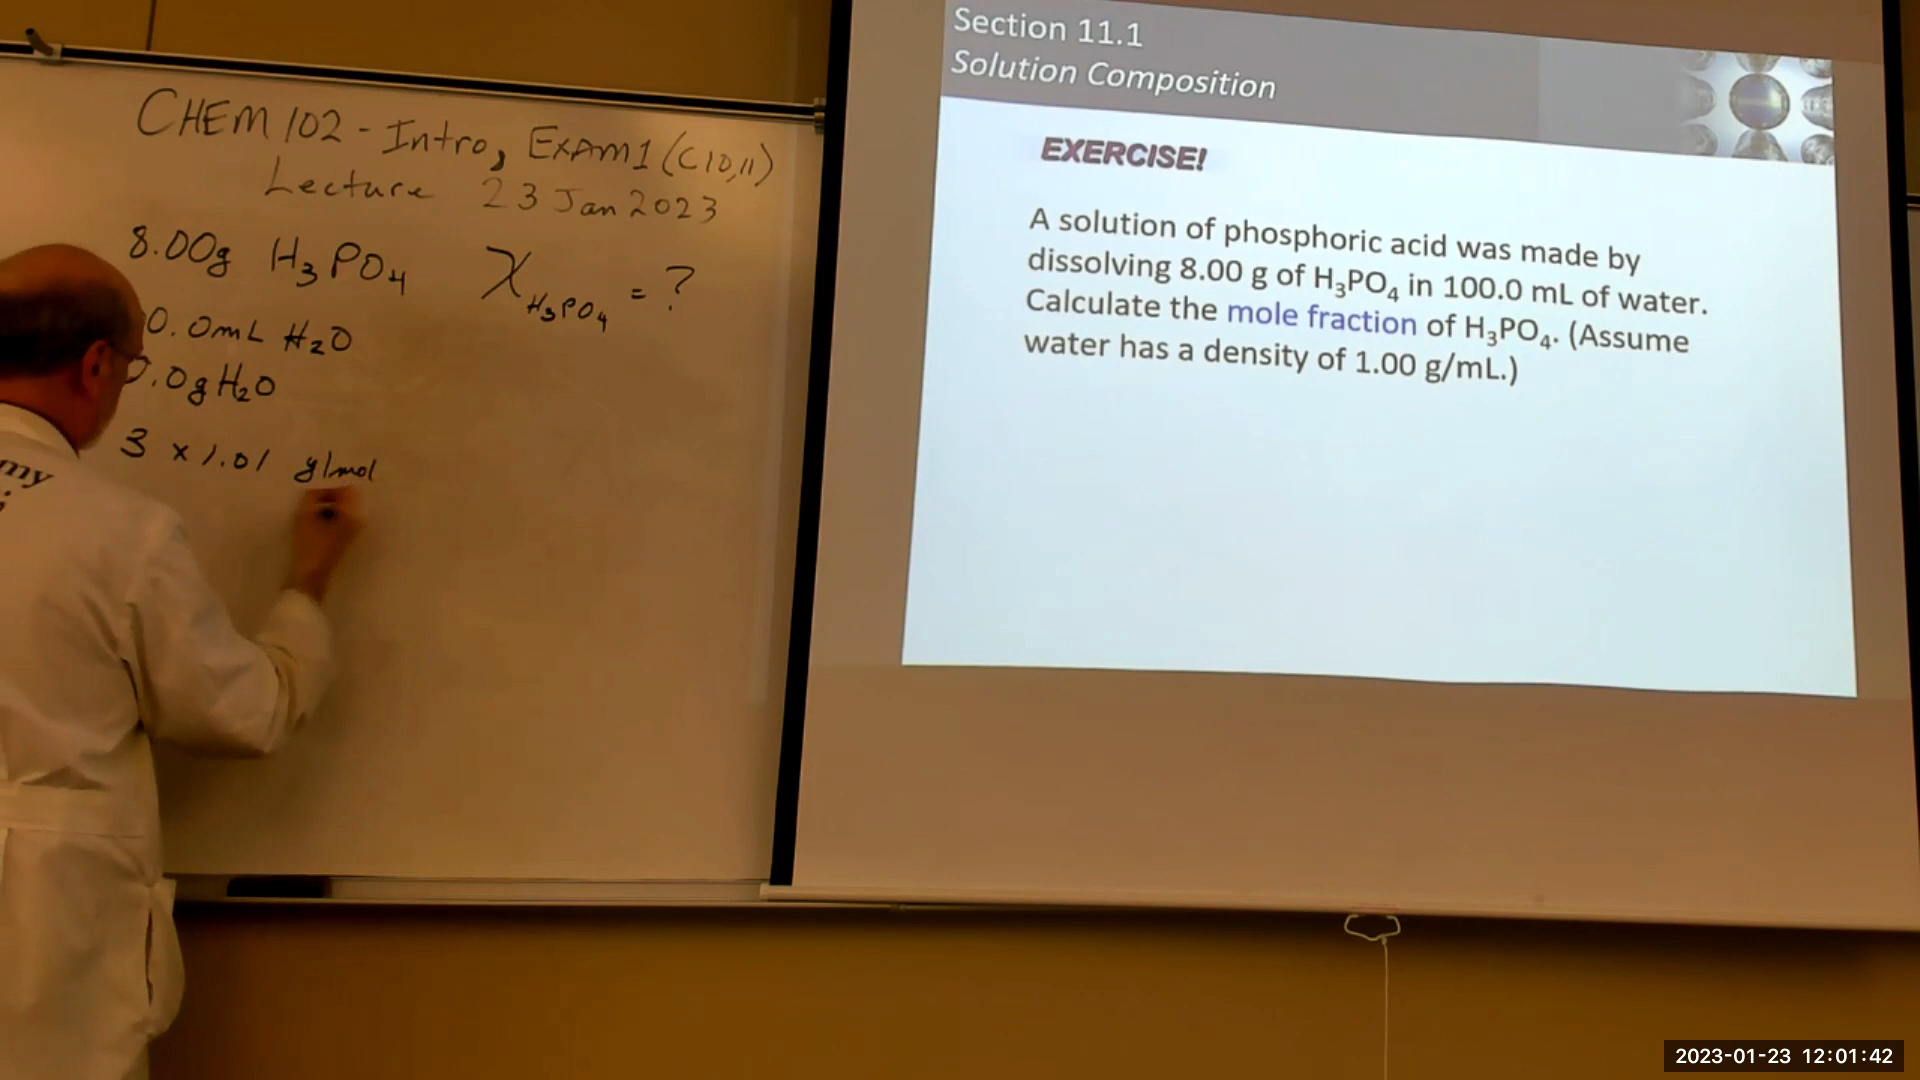 CHEM 102 - Intro, EXAM 1 (C10,11)
Lecture 23 Jan 2023
8.00g H₃PO₄ X H₃PO₄ = ?
0.0mL H₂O
.0g H₂O
3 x 1.01 g/mol
my
Section 11.1
Solution Composition
EXERCISE!
A solution of phosphoric acid was made by
dissolving 8.00 g of H₃PO₄ in 100.0 mL of water.
Calculate the mole fraction of H₃PO₄. (Assume
water has a density of 1.00 g/mL.)
2023-01-23 12:01:42